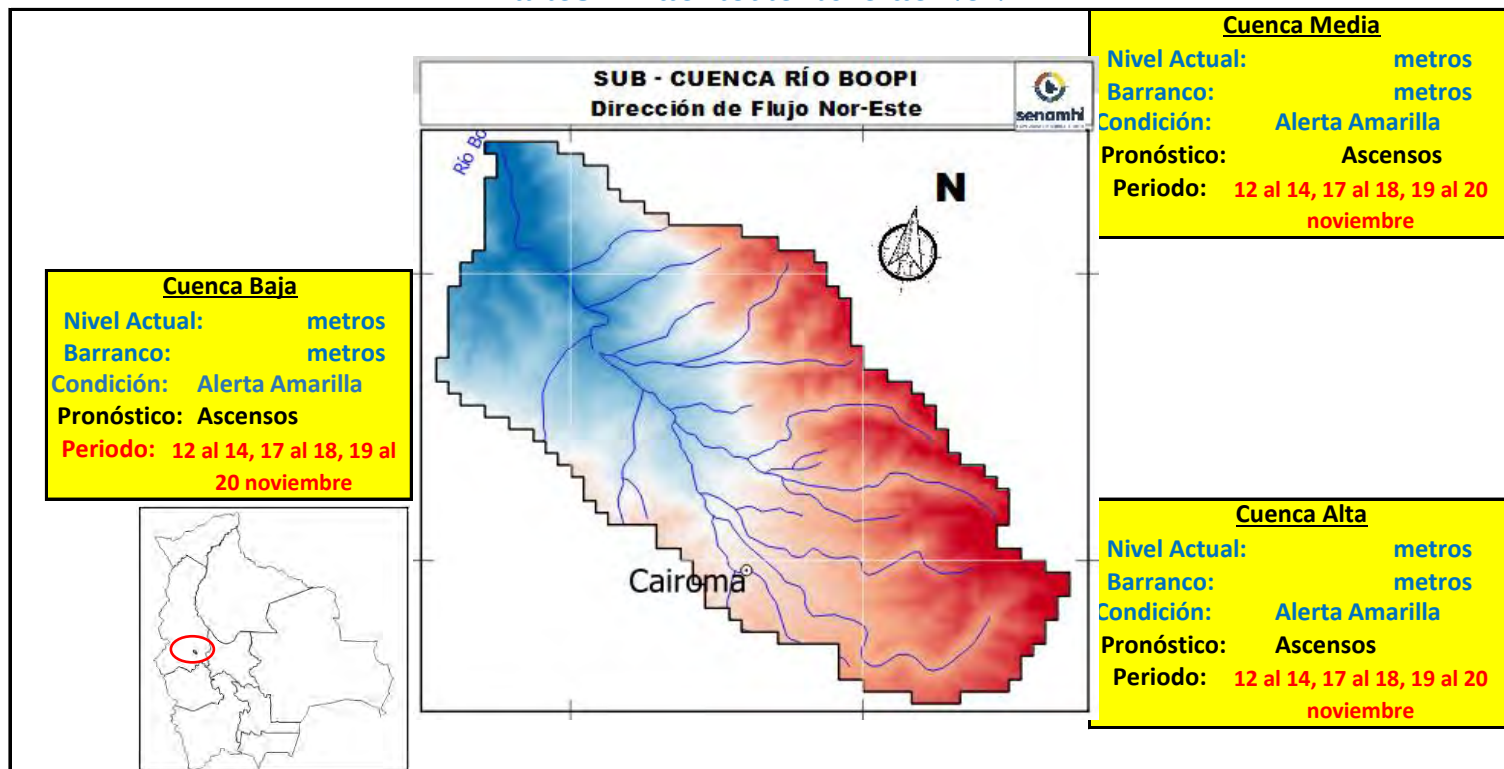 SUB - CUENCA RÍO BOOPI
Dirección de Flujo Nor-Este
senamhi
Río Bo
N
Cairoma
Cuenca Media
Nivel Actual: metros
Barranco: metros
Condición: Alerta Amarilla
Pronóstico: Ascensos
Periodo: 12 al 14, 17 al 18, 19 al 20
noviembre
Cuenca Baja
Nivel Actual: metros
Barranco: metros
Condición: Alerta Amarilla
Pronóstico: Ascensos
Periodo: 12 al 14, 17 al 18, 19 al
20 noviembre
Cuenca Alta
Nivel Actual: metros
Barranco: metros
Condición: Alerta Amarilla
Pronóstico: Ascensos
Periodo: 12 al 14, 17 al 18, 19 al 20
noviembre